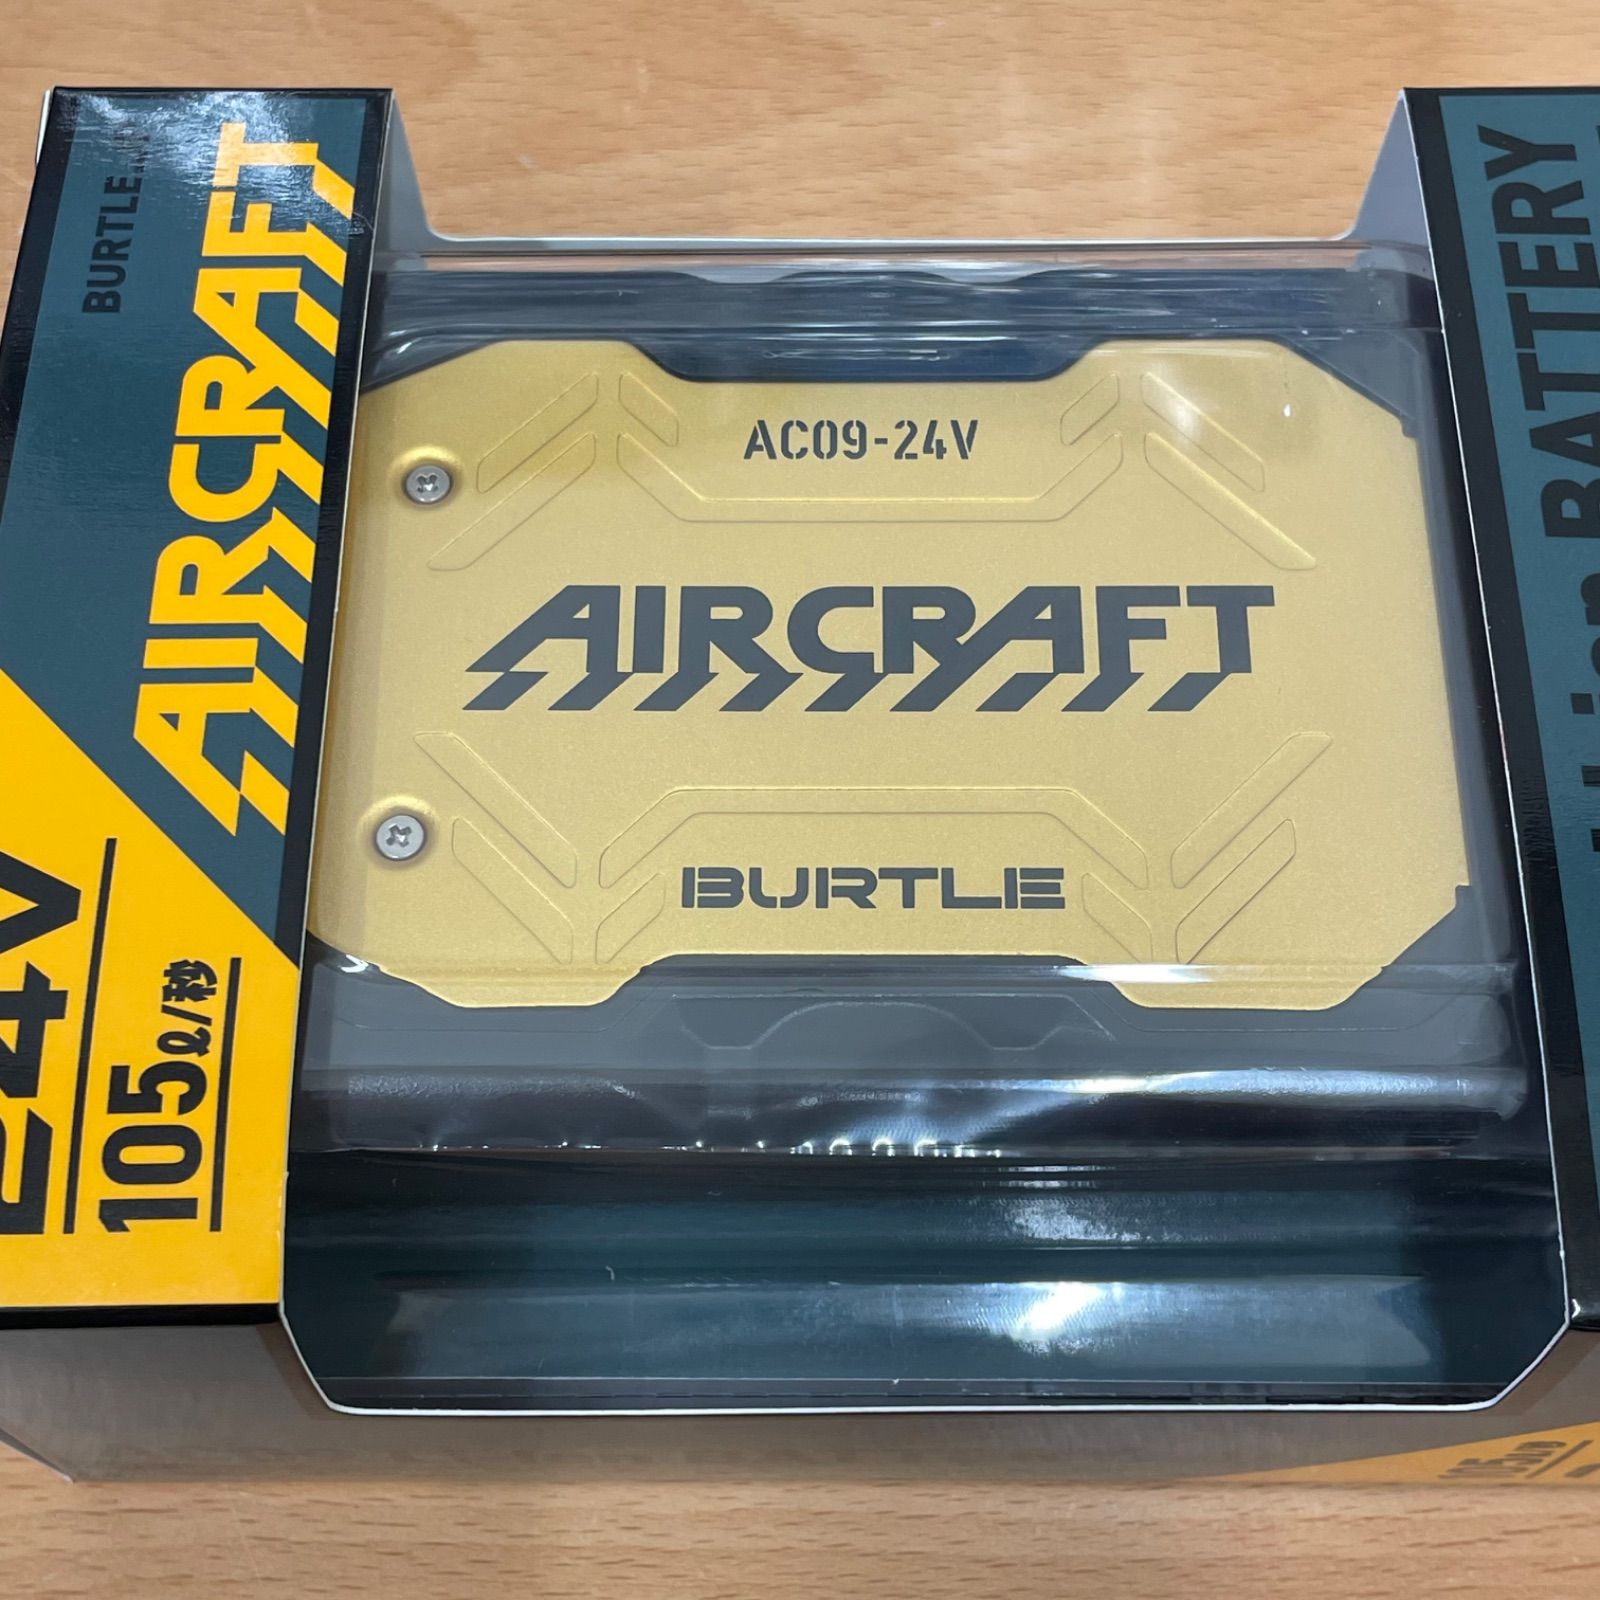 BURTLE
AIRCRAFT
24V
105ℓ/秒
AC09-24V
AIRCRAFT
BURTLE
BATTERY